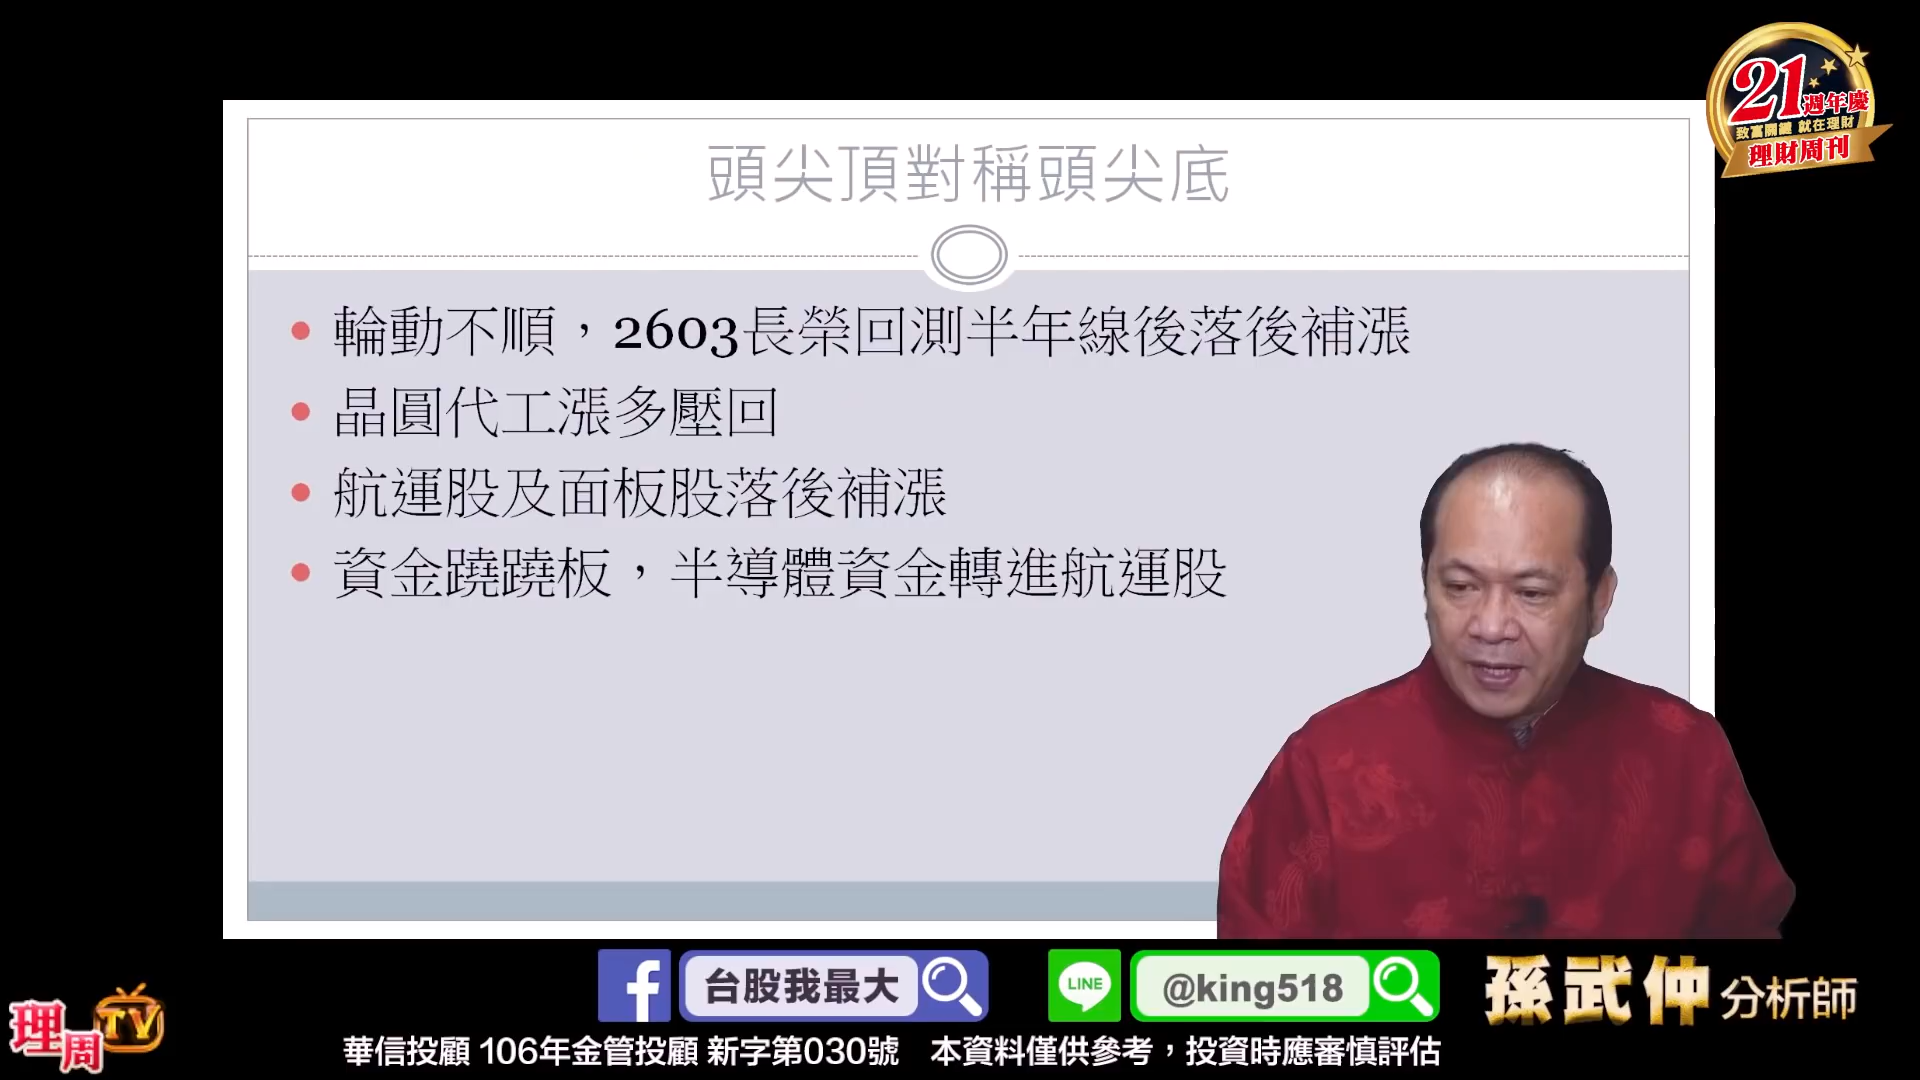 21週年慶
致富關鍵 就在理財
理財周刊
頭尖頂對稱頭尖底
輪動不順，2603長榮回測半年線後落後補漲
晶圓代工漲多壓回
航運股及面板股落後補漲
資金蹺蹺板，半導體資金轉進航運股
f 台股我最大
LINE @king518
孫武仲 分析師
理周TV
華信投顧 106年金管投顧 新字第030號 本資料僅供參考，投資時應審慎評估